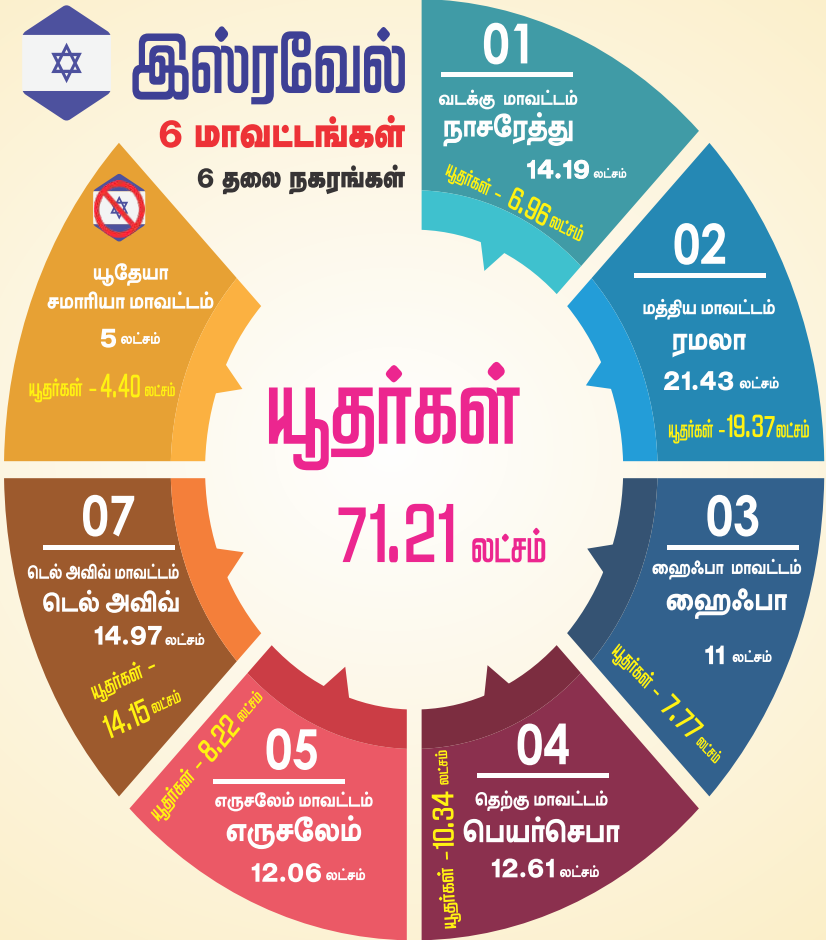 இஸ்ரவேல்
6 மாவட்டங்கள்
6 தலை நகரங்கள்
01
வடக்கு மாவட்டம்
நாசரேத்து
14.19 லட்சம்
யூதர்கள் - 6.96 லட்சம்
02
மத்திய மாவட்டம்
ரமலா
21.43 லட்சம்
யூதர்கள் -19.37 லட்சம்
03
ஹைஃபா மாவட்டம்
ஹைஃபா
11 லட்சம்
யூதர்கள் - 7.77 லட்சம்
04
தெற்கு மாவட்டம்
பெயர்செபா
12.61 லட்சம்
யூதர்கள் -10.34 லட்சம்
05
எருசலேம் மாவட்டம்
எருசலேம்
12.06 லட்சம்
யூதர்கள் - 8.22 லட்சம்
07
டெல் அவிவ் மாவட்டம்
டெல் அவிவ்
14.97 லட்சம்
யூதர்கள் -
14.15 லட்சம்
யூதேயா
சமாரியா மாவட்டம்
5 லட்சம்
யூதர்கள் - 4.40 லட்சம்
யூதர்கள்
71.21 லட்சம்